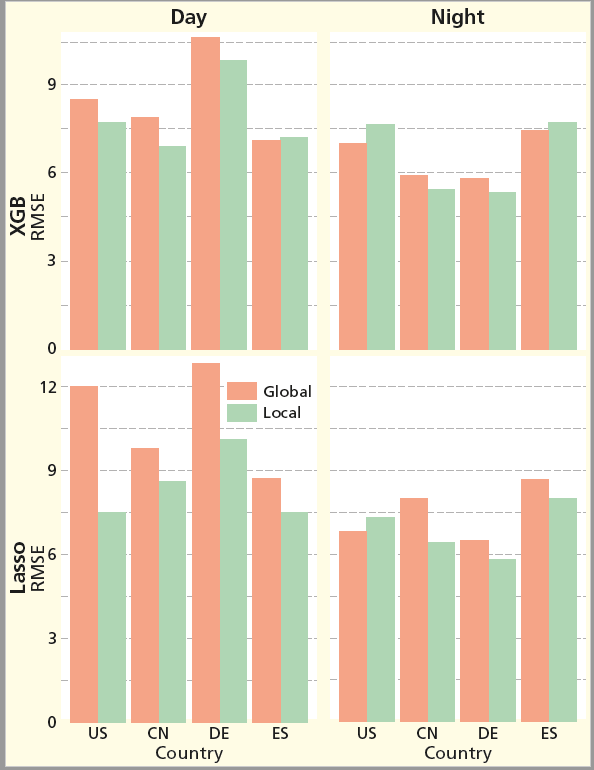 Day
Night
9
6
3
0
XGB
RMSE
12
9
6
3
0
Lasso
RMSE
Global
Local
US CN DE ES
Country
US CN DE ES
Country